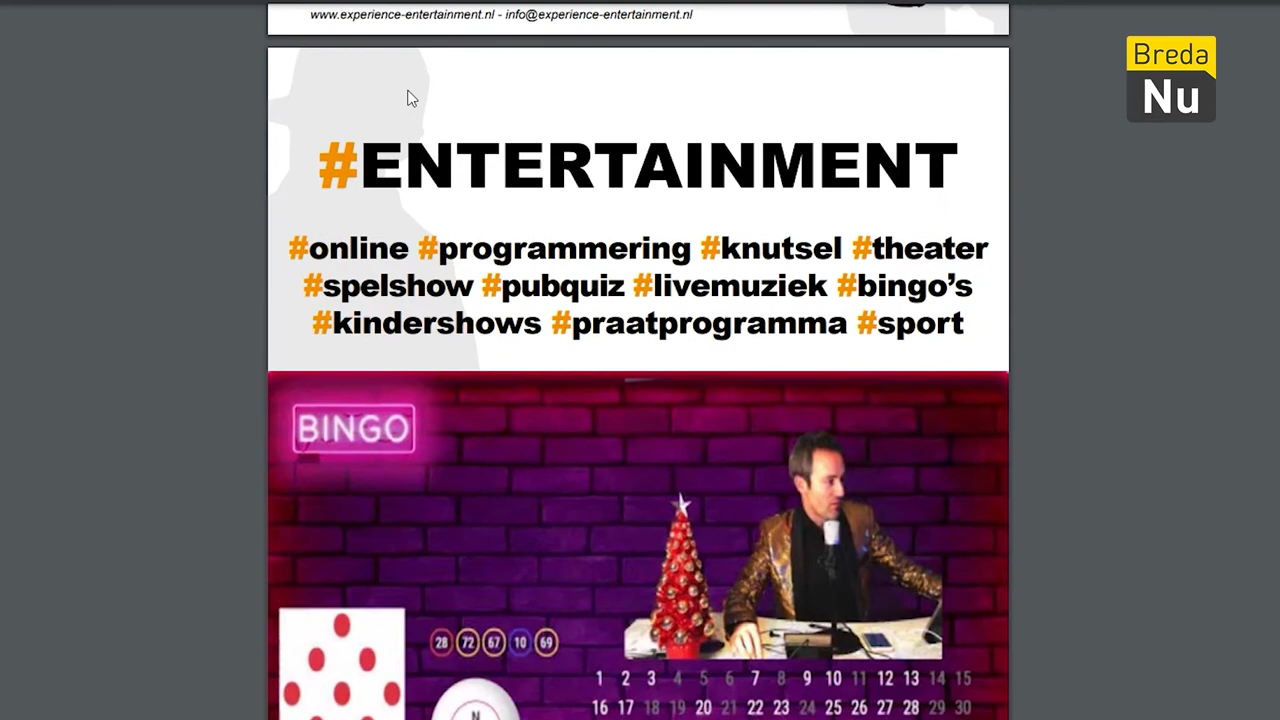 www.experience-entertainment.nl - info@experience-entertainment.nl
Breda
Nu
#ENTERTAINMENT
#online #programmering #knutsel #theater
#spelshow #pubquiz #livemuziek #bingo’s
#kindershows #praatprogramma #sport
BINGO
28 72 67 10 69
1 2 3 4 5 6 7 8 9 10 11 12 13 14 15
N
16 17 18 19 20 21 22 23 24 25 26 27 28 29 30